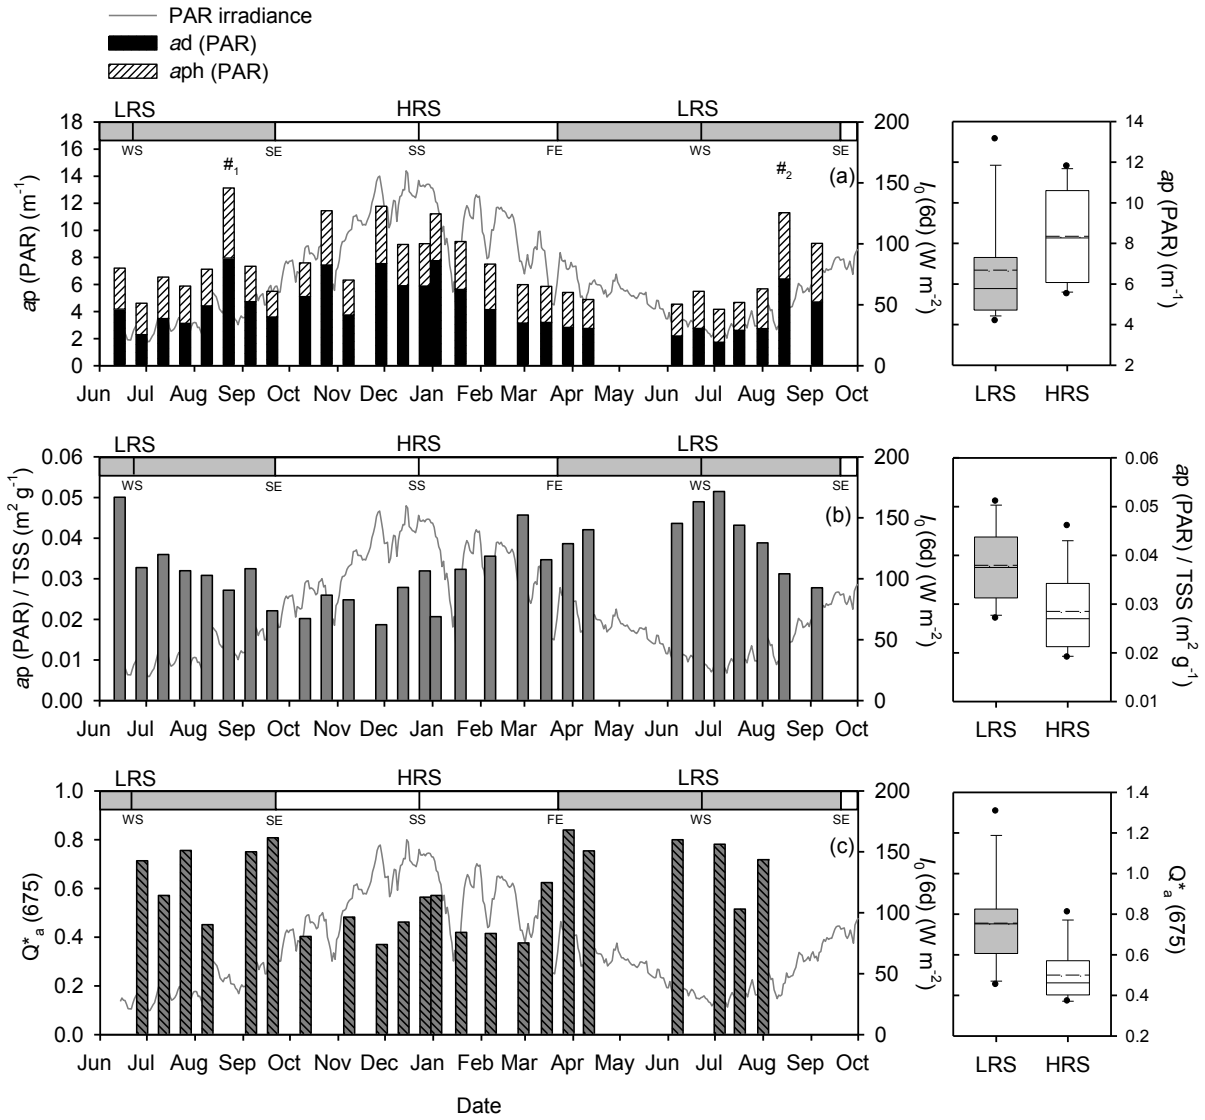 PAR irradiance
ad (PAR)
aph (PAR)
LRS HRS LRS
18 16 14 12 10 8 6 4 2 0
ap (PAR) (m-1)
WS SE SS FE WS SE
#1 #2 (a)
200 150 100 50 0
I0 (6d) (W m-2)
Jun Jul Aug Sep Oct Nov Dec Jan Feb Mar Apr May Jun Jul Aug Sep Oct
14 12 10 8 6 4 2
ap (PAR) (m-1)
LRS HRS
LRS HRS LRS
0.06 0.05 0.04 0.03 0.02 0.01 0.00
ap (PAR) / TSS (m2 g-1)
WS SE SS FE WS SE
(b)
200 150 100 50 0
I0 (6d) (W m-2)
Jun Jul Aug Sep Oct Nov Dec Jan Feb Mar Apr May Jun Jul Aug Sep Oct
0.06 0.05 0.04 0.03 0.02 0.01
ap (PAR) / TSS (m2 g-1)
LRS HRS
LRS HRS LRS
1.0 0.8 0.6 0.4 0.2 0.0
Q*a (675)
WS SE SS FE WS SE
(c)
200 150 100 50 0
I0 (6d) (W m-2)
Jun Jul Aug Sep Oct Nov Dec Jan Feb Mar Apr May Jun Jul Aug Sep Oct
1.4 1.2 1.0 0.8 0.6 0.4 0.2
Q*a (675)
LRS HRS
Date